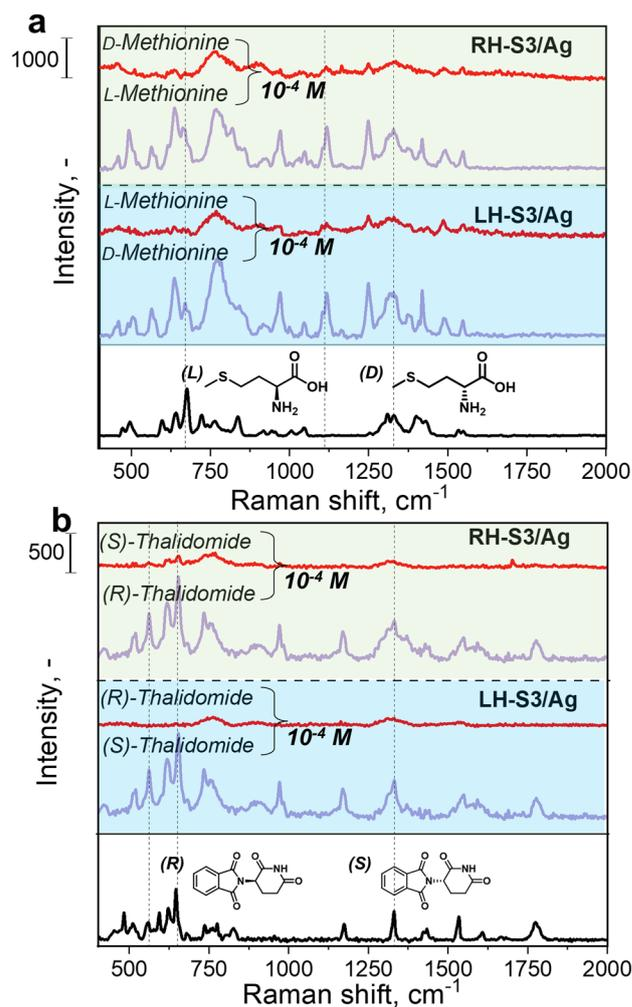 a
1000
D-Methionine
RH-S3/Ag
10⁻⁴ M
L-Methionine
L-Methionine
LH-S3/Ag
10⁻⁴ M
D-Methionine
Intensity, -
(L)
S
O
OH
NH₂
(D)
S
O
OH
NH₂
500 750 1000 1250 1500 1750 2000
Raman shift, cm⁻¹
b
500
(S)-Thalidomide
RH-S3/Ag
10⁻⁴ M
(R)-Thalidomide
(R)-Thalidomide
LH-S3/Ag
10⁻⁴ M
(S)-Thalidomide
Intensity, -
(R)
O
O
NH
N
O
O
(S)
O
O
NH
N
O
O
500 750 1000 1250 1500 1750 2000
Raman shift, cm⁻¹